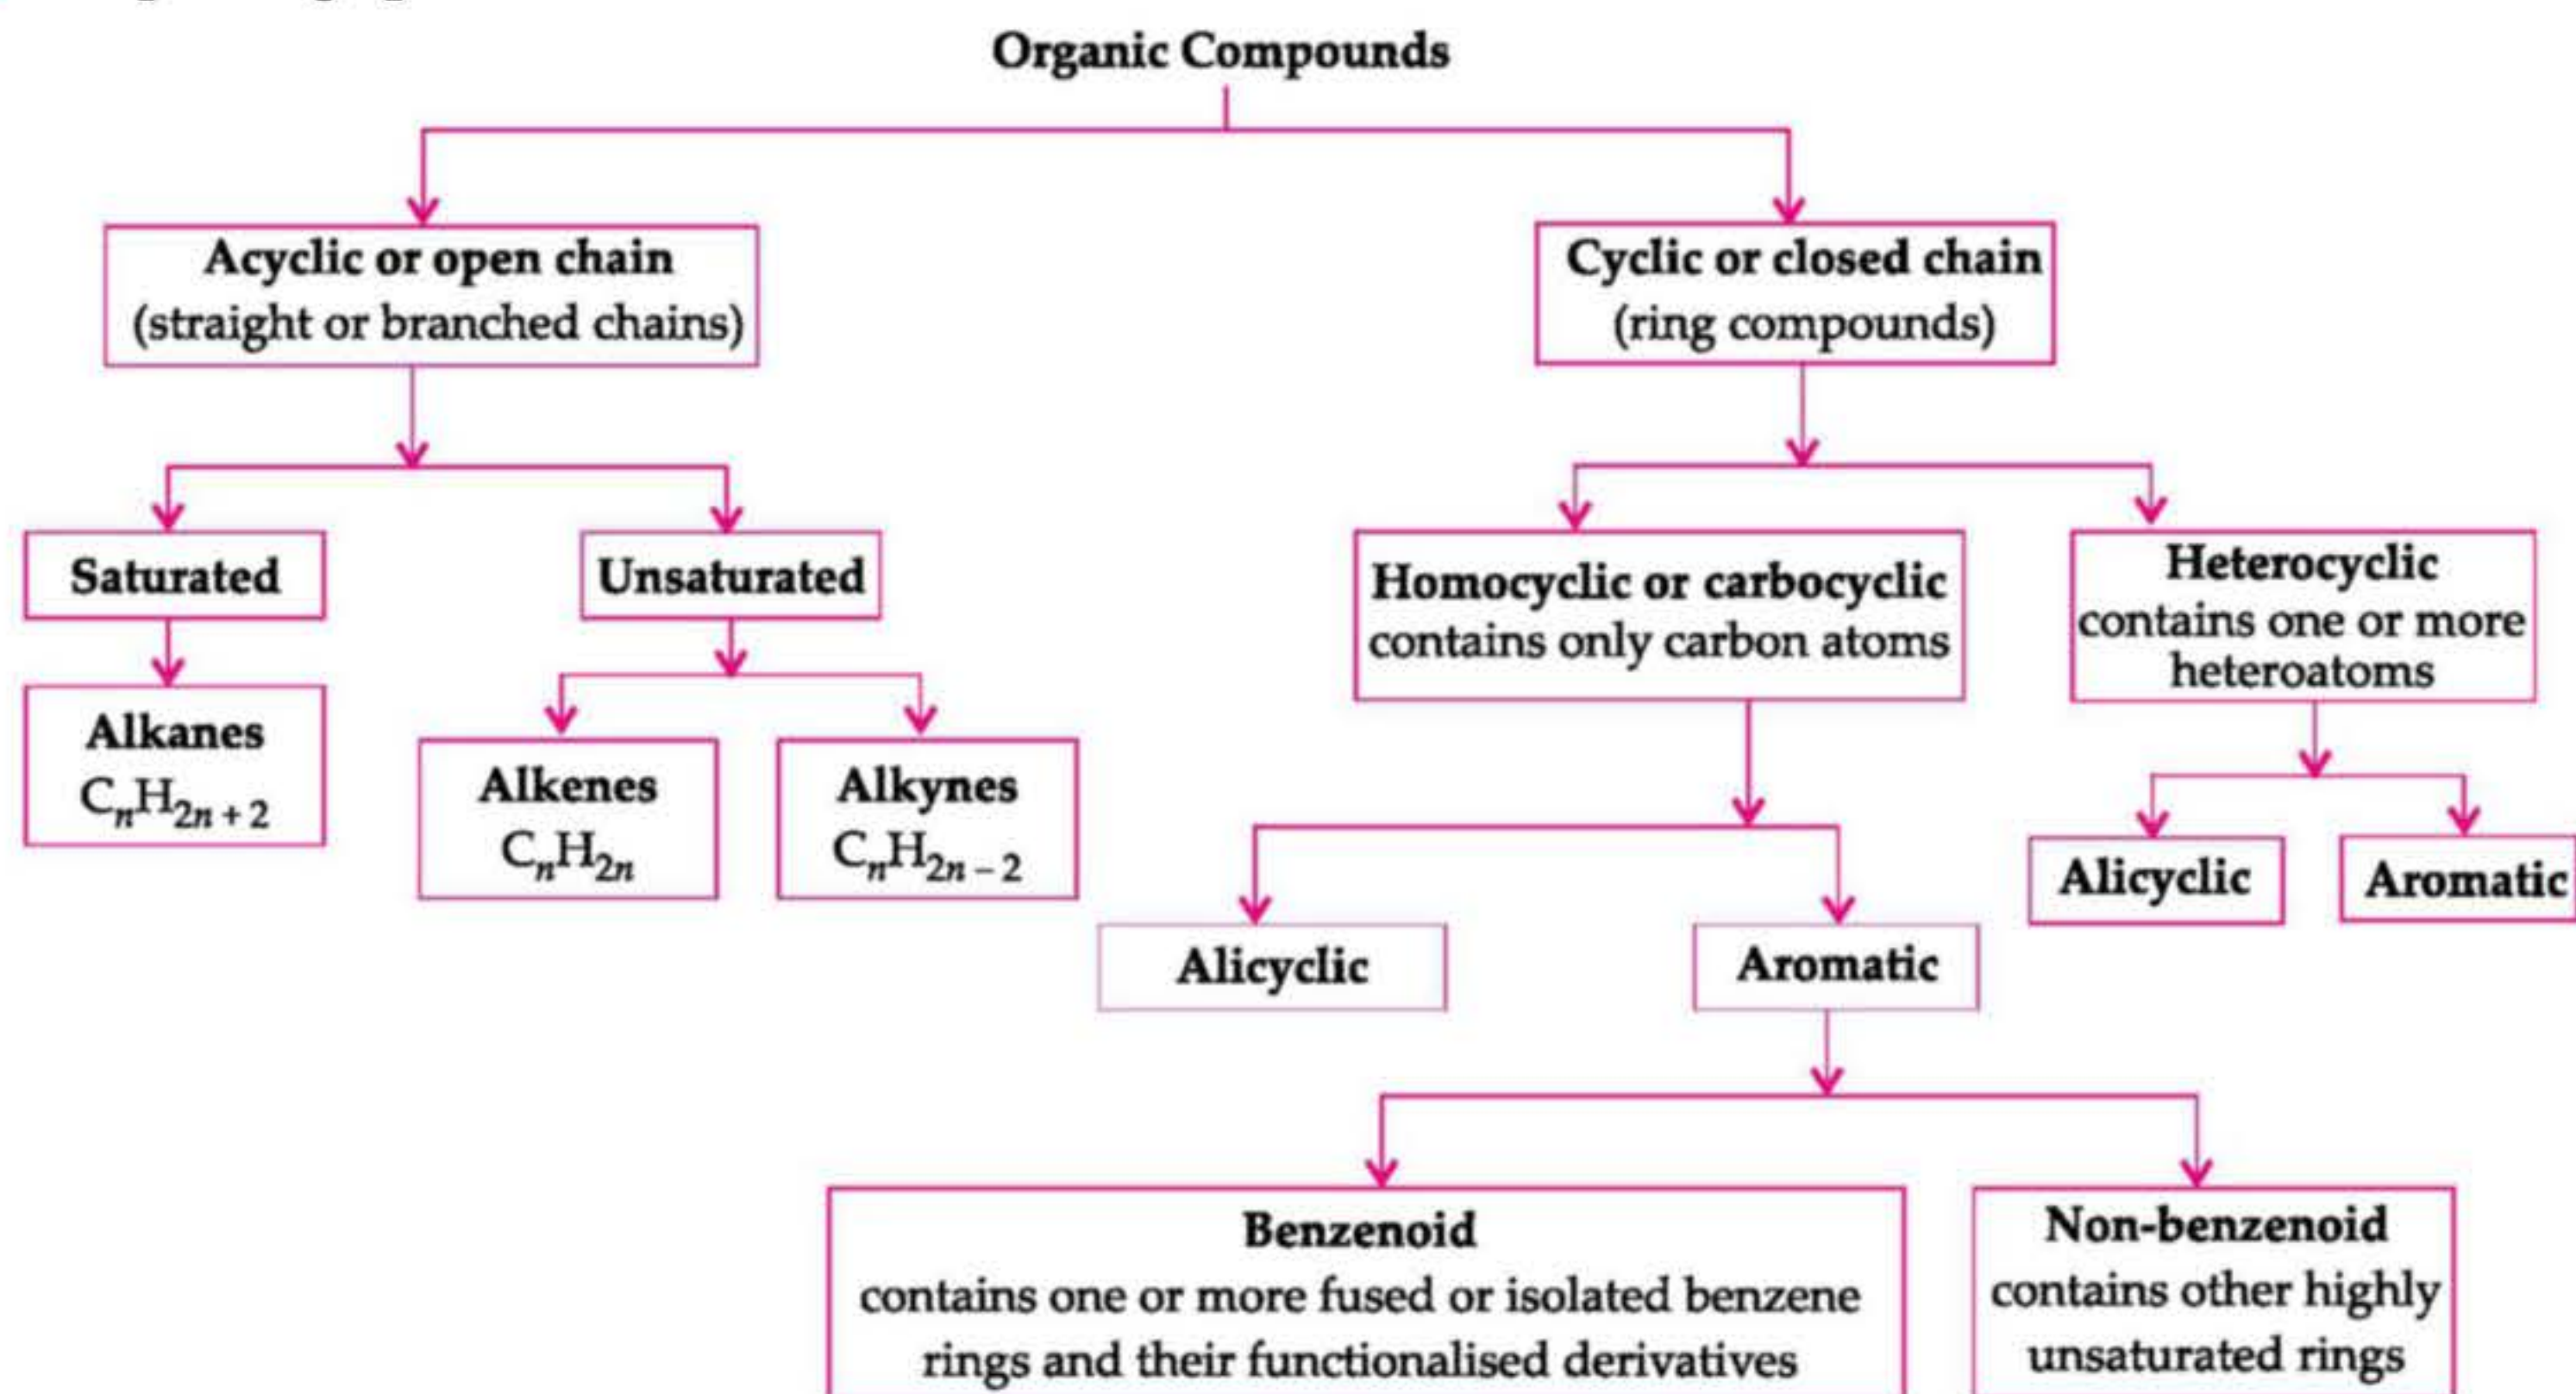 Organic Compounds
Acyclic or open chain
(straight or branched chains)
Cyclic or closed chain
(ring compounds)
Saturated
Unsaturated
Homocyclic or carbocyclic
contains only carbon atoms
Heterocyclic
contains one or more
heteroatoms
Alkanes
CₙH₂ₙ₊₂
Alkenes
CₙH₂ₙ
Alkynes
CₙH₂ₙ₋₂
Alicyclic
Aromatic
Alicyclic
Aromatic
Benzenoid
contains one or more fused or isolated benzene
rings and their functionalised derivatives
Non-benzenoid
contains other highly
unsaturated rings